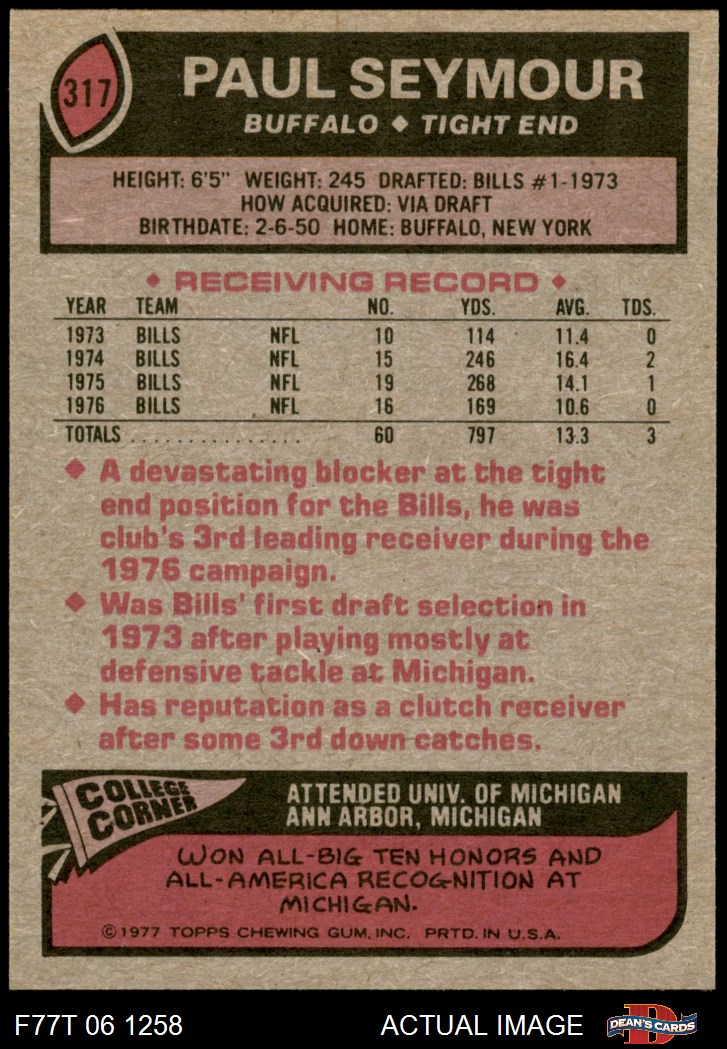 317
PAUL SEYMOUR
BUFFALO ◆ TIGHT END
HEIGHT: 6'5" WEIGHT: 245 DRAFTED: BILLS #1-1973
HOW ACQUIRED: VIA DRAFT
BIRTHDATE: 2-6-50 HOME: BUFFALO, NEW YORK
◆ RECEIVING RECORD ◆
YEAR TEAM NO. YDS. AVG. TDS.
1973 BILLS NFL 10 114 11.4 0
1974 BILLS NFL 15 246 16.4 2
1975 BILLS NFL 19 268 14.1 1
1976 BILLS NFL 16 169 10.6 0
TOTALS ................ 60 797 13.3 3
◆ A devastating blocker at the tight
end position for the Bills, he was
club's 3rd leading receiver during the
1976 campaign.
◆ Was Bills' first draft selection in
1973 after playing mostly at
defensive tackle at Michigan.
◆ Has reputation as a clutch receiver
after some 3rd down catches.
COLLEGE
CORNER
ATTENDED UNIV. OF MICHIGAN
ANN ARBOR, MICHIGAN
WON ALL-BIG TEN HONORS AND
ALL-AMERICA RECOGNITION AT
MICHIGAN.
©1977 TOPPS CHEWING GUM, INC. PRTD. IN U.S.A.
F77T 06 1258 ACTUAL IMAGE D DEAN'S CARDS